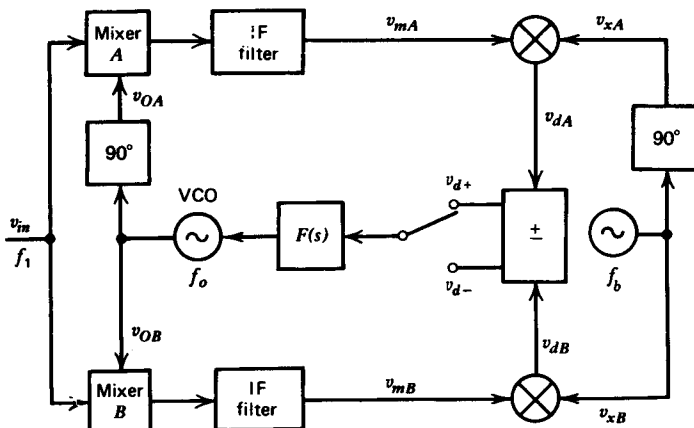 Mixer
A
IF
filter
v_mA
v_xA
v_OA
v_dA
90°
90°
VCO
v_d+
v_in
F(s)
±
f_1
f_o
v_d−
f_b
v_OB
v_dB
Mixer
B
IF
filter
v_mB
v_xB